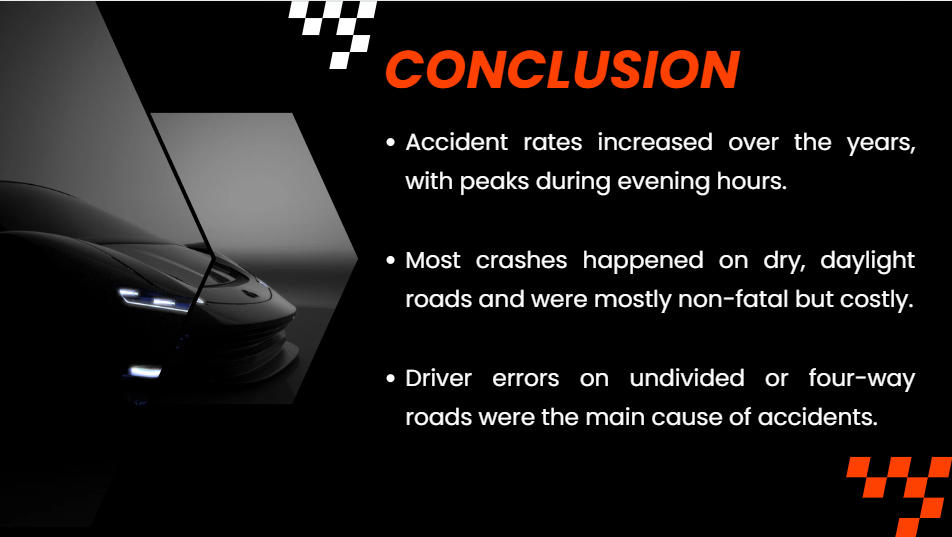 CONCLUSION
• Accident rates increased over the years,
with peaks during evening hours.
• Most crashes happened on dry, daylight
roads and were mostly non-fatal but costly.
• Driver errors on undivided or four-way
roads were the main cause of accidents.